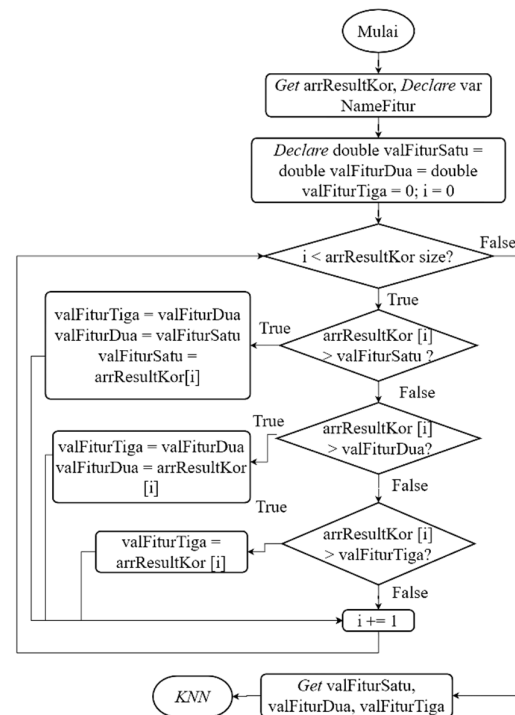 Mulai
Get arrResultKor, Declare var
NameFitur
Declare double valFiturSatu =
double valFiturDua = double
valFiturTiga = 0; i = 0
i < arrResultKor size?
False
True
arrResultKor [i]
> valFiturSatu ?
True
valFiturTiga = valFiturDua
valFiturDua = valFiturSatu
valFiturSatu =
arrResultKor[i]
False
arrResultKor [i]
> valFiturDua?
True
valFiturTiga = valFiturDua
valFiturDua = arrResultKor
[i]
False
True
arrResultKor [i]
> valFiturTiga?
valFiturTiga =
arrResultKor [i]
False
i += 1
Get valFiturSatu,
valFiturDua, valFiturTiga
KNN